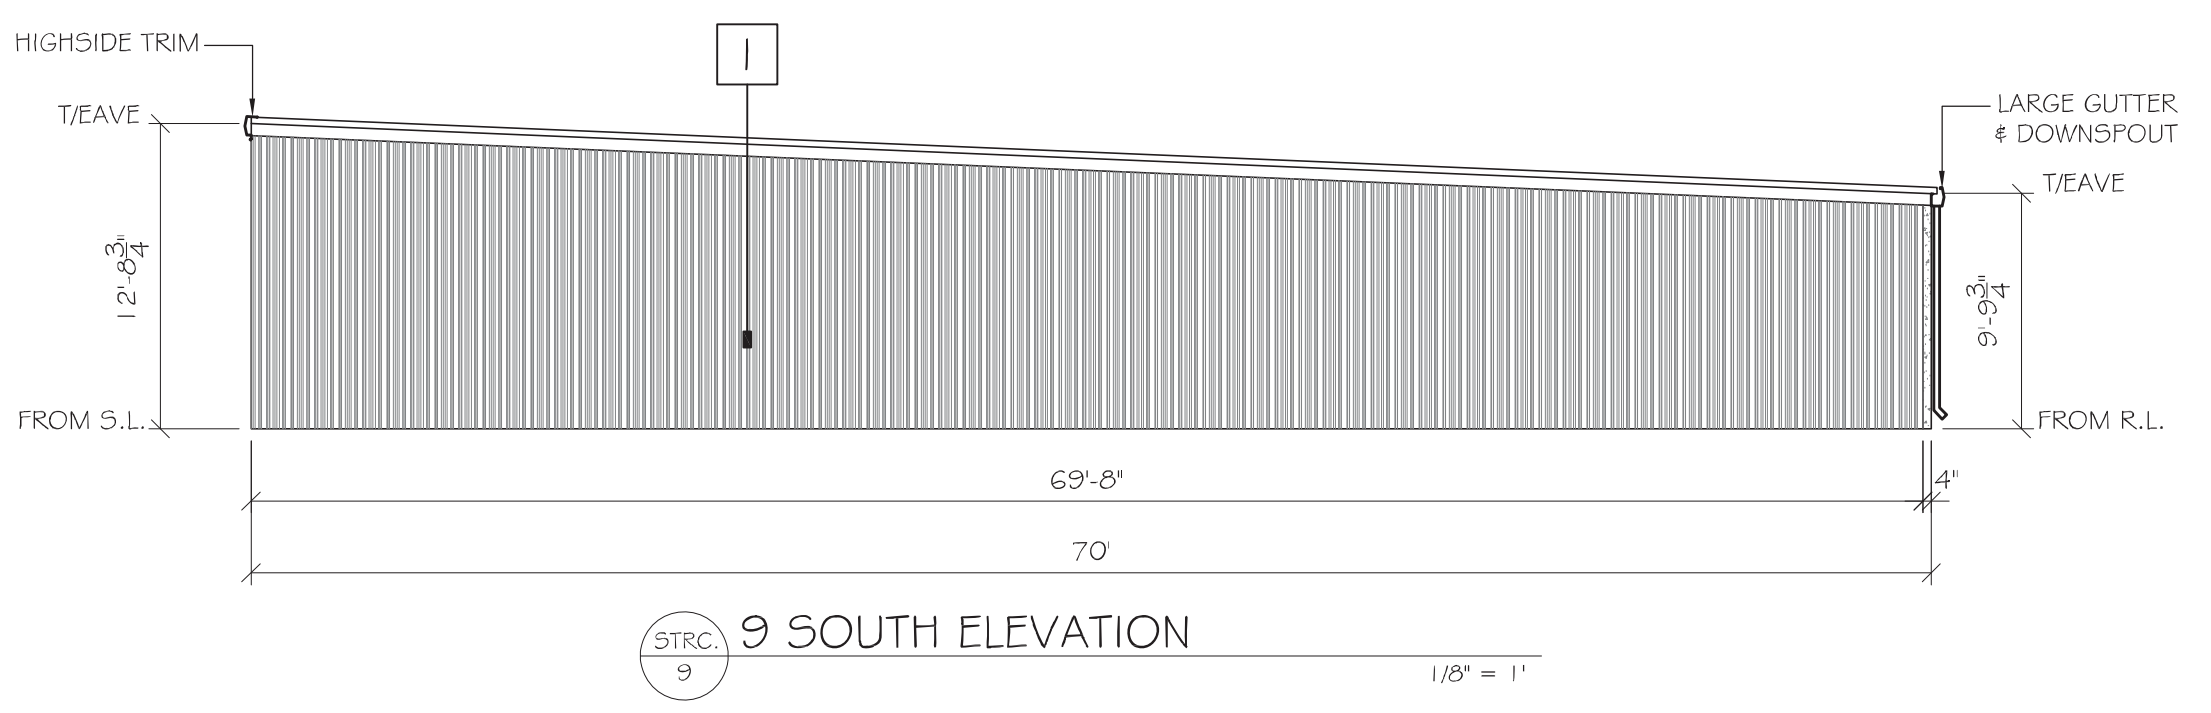 HIGHSIDE TRIM
1
T/EAVE
LARGE GUTTER
& DOWNSPOUT
T/EAVE
12'-8 3/4"
9'-9 3/4"
FROM S.L.
FROM R.L.
69'-8"
4"
70'
STRC.
9
9 SOUTH ELEVATION
1/8" = 1'